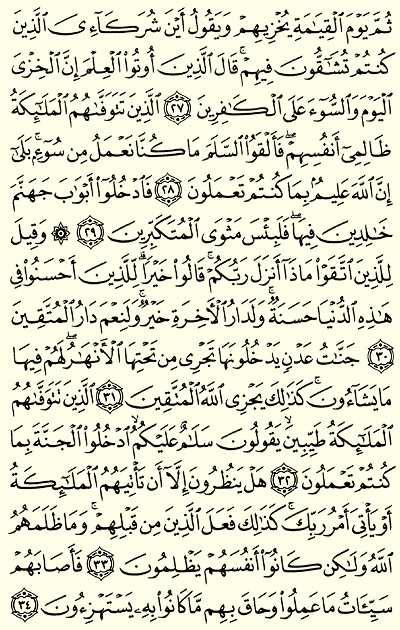 ثُمَّ يَوْمَ ٱلْقِيَٰمَةِ يُخْزِيهِمْ وَيَقُولُ أَيْنَ شُرَكَآءِىَ ٱلَّذِينَ
كُنتُمْ تُشَٰٓقُّونَ فِيهِمْ ۚ قَالَ ٱلَّذِينَ أُوتُوا۟ ٱلْعِلْمَ إِنَّ ٱلْخِزْىَ
ٱلْيَوْمَ وَٱلسُّوٓءَ عَلَى ٱلْكَٰفِرِينَ ﴿٢٧﴾ ٱلَّذِينَ تَتَوَفَّىٰهُمُ ٱلْمَلَٰٓئِكَةُ
ظَالِمِىٓ أَنفُسِهِمْ ۖ فَأَلْقَوُا۟ ٱلسَّلَمَ مَا كُنَّا نَعْمَلُ مِن سُوٓءٍۭ ۚ بَلَىٰٓ
إِنَّ ٱللَّهَ عَلِيمٌۢ بِمَا كُنتُمْ تَعْمَلُونَ ﴿٢٨﴾ فَٱدْخُلُوٓا۟ أَبْوَٰبَ جَهَنَّمَ
خَٰلِدِينَ فِيهَا ۖ فَلَبِئْسَ مَثْوَى ٱلْمُتَكَبِّرِينَ ﴿٢٩﴾ ۞ وَقِيلَ
لِلَّذِينَ ٱتَّقَوْا۟ مَاذَآ أَنزَلَ رَبُّكُمْ ۚ قَالُوا۟ خَيْرًا ۗ لِّلَّذِينَ أَحْسَنُوا۟ فِى
هَٰذِهِ ٱلدُّنْيَا حَسَنَةٌ ۚ وَلَدَارُ ٱلْءَاخِرَةِ خَيْرٌ ۚ وَلَنِعْمَ دَارُ ٱلْمُتَّقِينَ
﴿٣٠﴾ جَنَّٰتُ عَدْنٍ يَدْخُلُونَهَا تَجْرِى مِن تَحْتِهَا ٱلْأَنْهَٰرُ ۖ لَهُمْ فِيهَا
مَا يَشَآءُونَ ۚ كَذَٰلِكَ يَجْزِى ٱللَّهُ ٱلْمُتَّقِينَ ﴿٣١﴾ ٱلَّذِينَ تَتَوَفَّىٰهُمُ
ٱلْمَلَٰٓئِكَةُ طَيِّبِينَ ۙ يَقُولُونَ سَلَٰمٌ عَلَيْكُمُ ٱدْخُلُوا۟ ٱلْجَنَّةَ بِمَا
كُنتُمْ تَعْمَلُونَ ﴿٣٢﴾ هَلْ يَنظُرُونَ إِلَّآ أَن تَأْتِيَهُمُ ٱلْمَلَٰٓئِكَةُ
أَوْ يَأْتِىَ أَمْرُ رَبِّكَ ۚ كَذَٰلِكَ فَعَلَ ٱلَّذِينَ مِن قَبْلِهِمْ ۚ وَمَا ظَلَمَهُمُ
ٱللَّهُ وَلَٰكِن كَانُوٓا۟ أَنفُسَهُمْ يَظْلِمُونَ ﴿٣٣﴾ فَأَصَابَهُمْ
سَيِّـَٔاتُ مَا عَمِلُوا۟ وَحَاقَ بِهِم مَّا كَانُوا۟ بِهِۦ يَسْتَهْزِءُونَ ﴿٣٤﴾